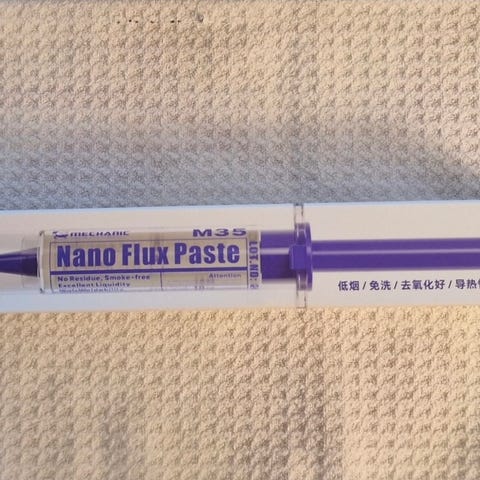 MECHANIC M35
Nano Flux Paste
No Residue, Smoke-free
Attention
Excellent Liquidity
LOT.NO
低烟 / 免洗 / 去氧化好 / 导热